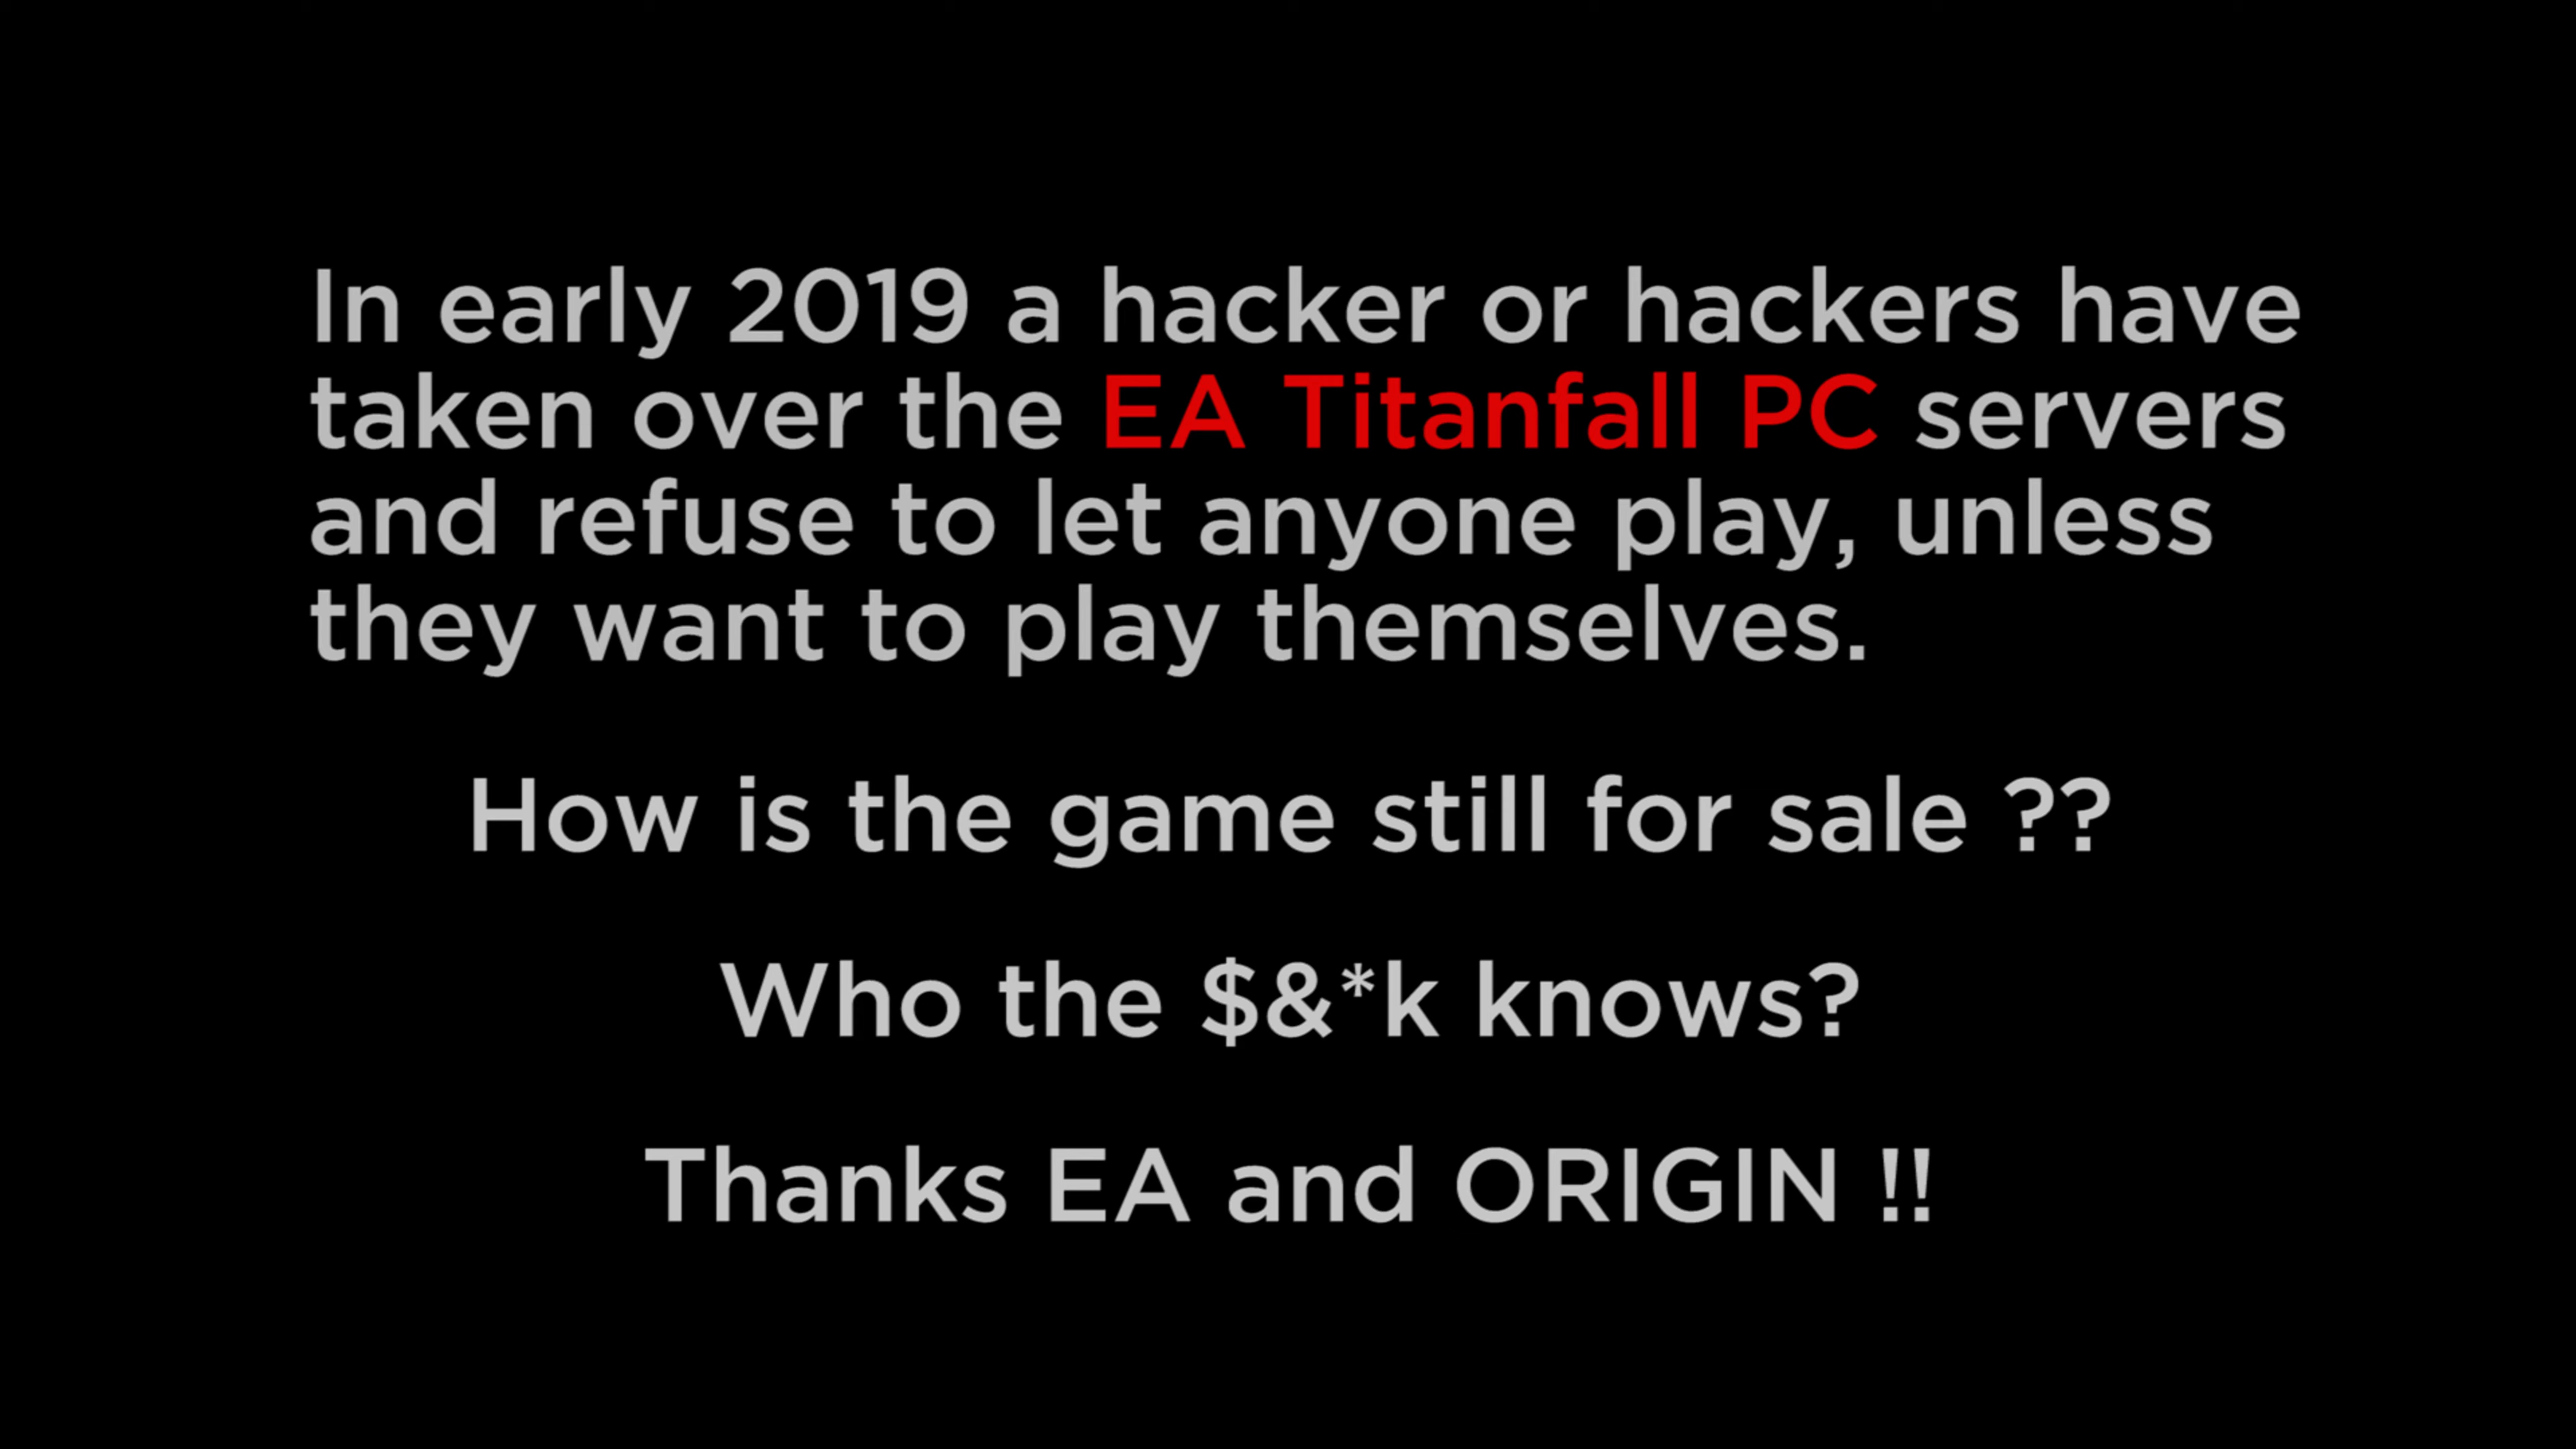 In early 2019 a hacker or hackers have
taken over the EA Titanfall PC servers
and refuse to let anyone play, unless
they want to play themselves.
How is the game still for sale ??
Who the $&*k knows?
Thanks EA and ORIGIN !!